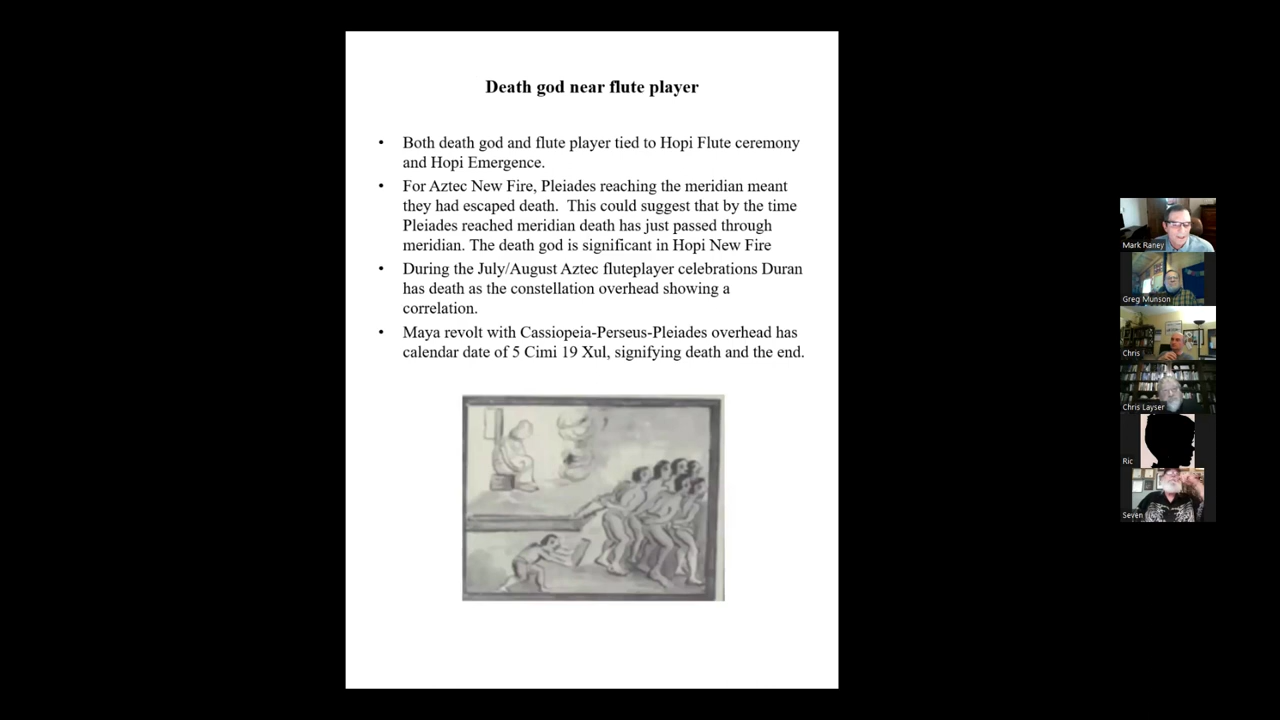 Death god near flute player
• Both death god and flute player tied to Hopi Flute ceremony
and Hopi Emergence.
• For Aztec New Fire, Pleiades reaching the meridian meant
they had escaped death.  This could suggest that by the time
Pleiades reached meridian death has just passed through
meridian. The death god is significant in Hopi New Fire
• During the July/August Aztec fluteplayer celebrations Duran
has death as the constellation overhead showing a
correlation.
• Maya revolt with Cassiopeia-Perseus-Pleiades overhead has
calendar date of 5 Cimi 19 Xul, signifying death and the end.
Mark Raney
Greg Munson
Chris
Chris Layser
Ric
Seven